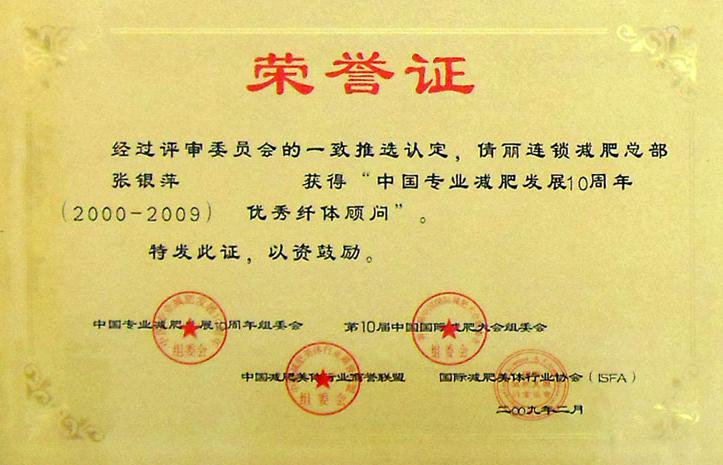 荣誉证
经过评审委员会的一致推选认定，倩丽连锁减肥总部
张银萍 获得“中国专业减肥发展10周年
(2000-2009) 优秀纤体顾问”。
特发此证，以资鼓励。
中国专业减肥发展10周年组委会 第10届中国国际减肥大会组委会
组委会 组委会
中国减肥美体行业商誉联盟 国际减肥美体行业协会(ISFA)
组委会
二〇〇九年二月